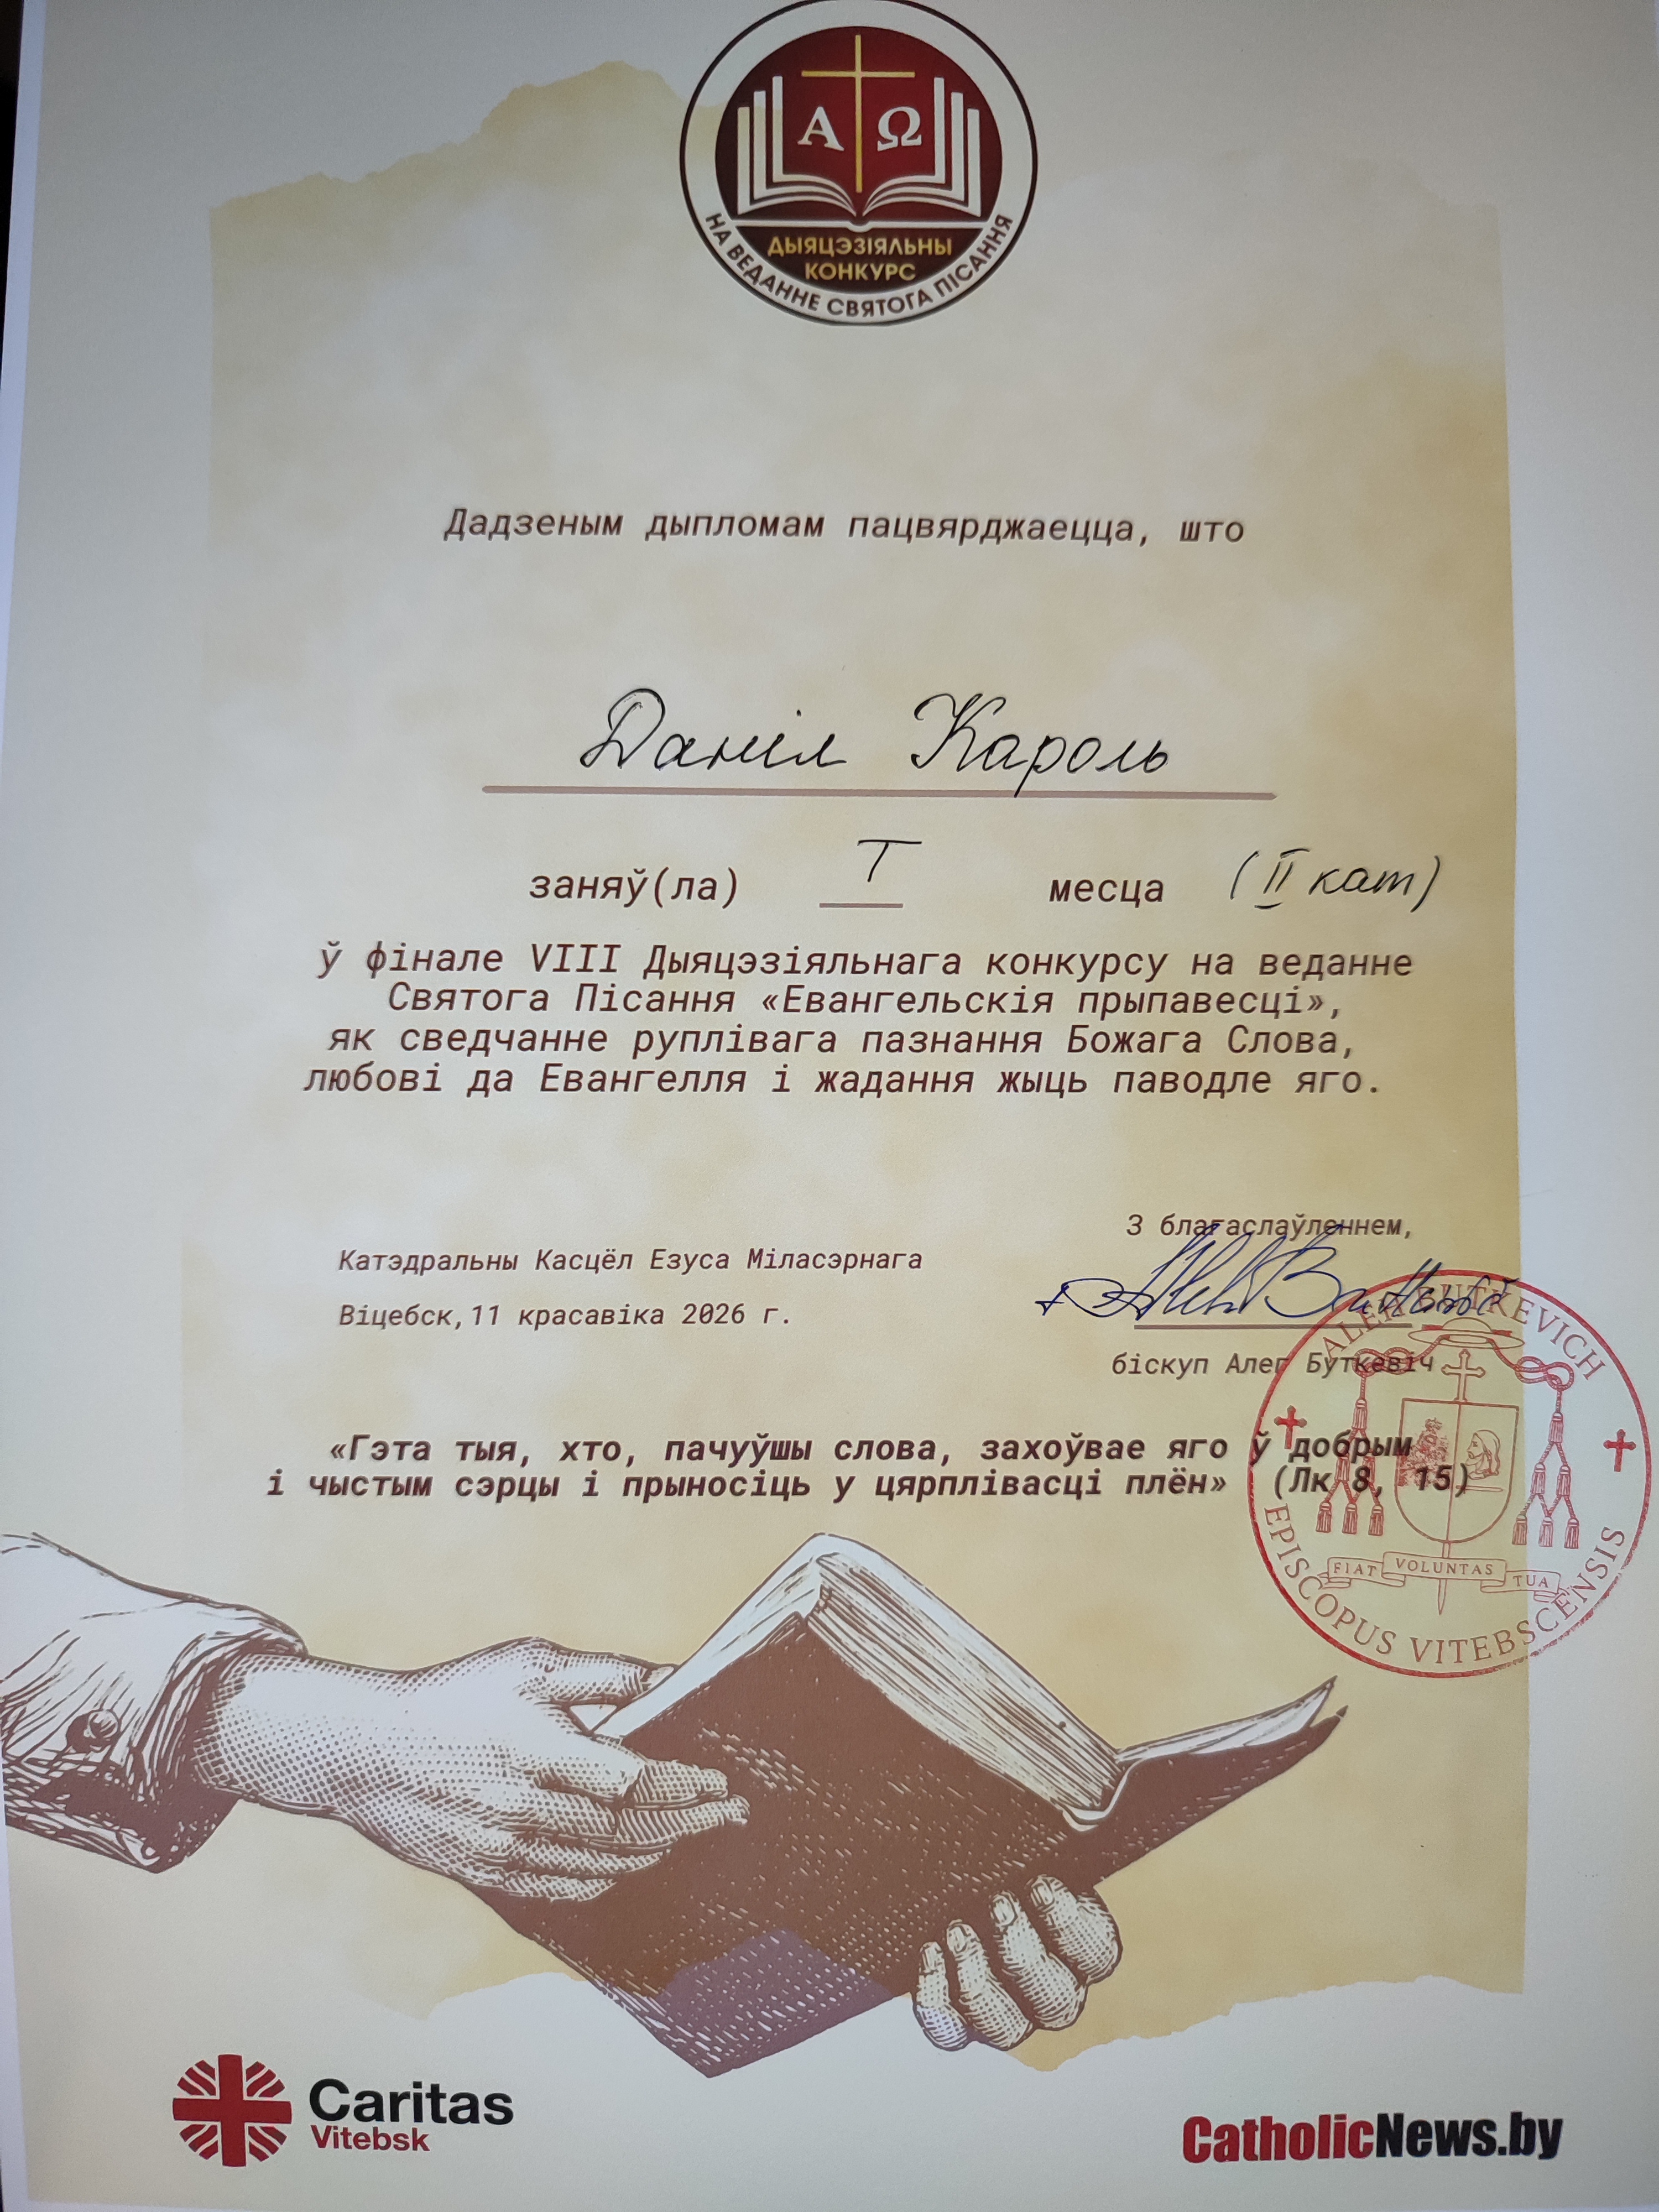 А Ω
ДЫЯЦЭЗІЯЛЬНЫ
КОНКУРС
НА ВЕДАННЕ СВЯТОГА ПІСАННЯ
Дадзеным дыпломам пацвярджаецца, што
Даніл Кароль
заняў(ла) I месца (II кат)
ў фінале VIII Дыяцэзіяльнага конкурсу на веданне
Святога Пісання «Евангельскія прыпавесці»,
як сведчанне руплівага пазнання Божага Слова,
любові да Евангелля і жадання жыць паводле яго.
З благаслаўленнем,
Катэдральны Касцёл Езуса Міласэрнага
Віцебск,11 красавіка 2026 г.
біскуп Алег Буткевіч
ALEH BUTKEVICH
FIAT VOLUNTAS TUA
EPISCOPUS VITEBSCENSIS
«Гэта тыя, хто, пачуўшы слова, захоўвае яго ў добрым
і чыстым сэрцы і прыносіць у цярплівасці плён» (Лк 8, 15)
Caritas
Vitebsk
CatholicNews.by